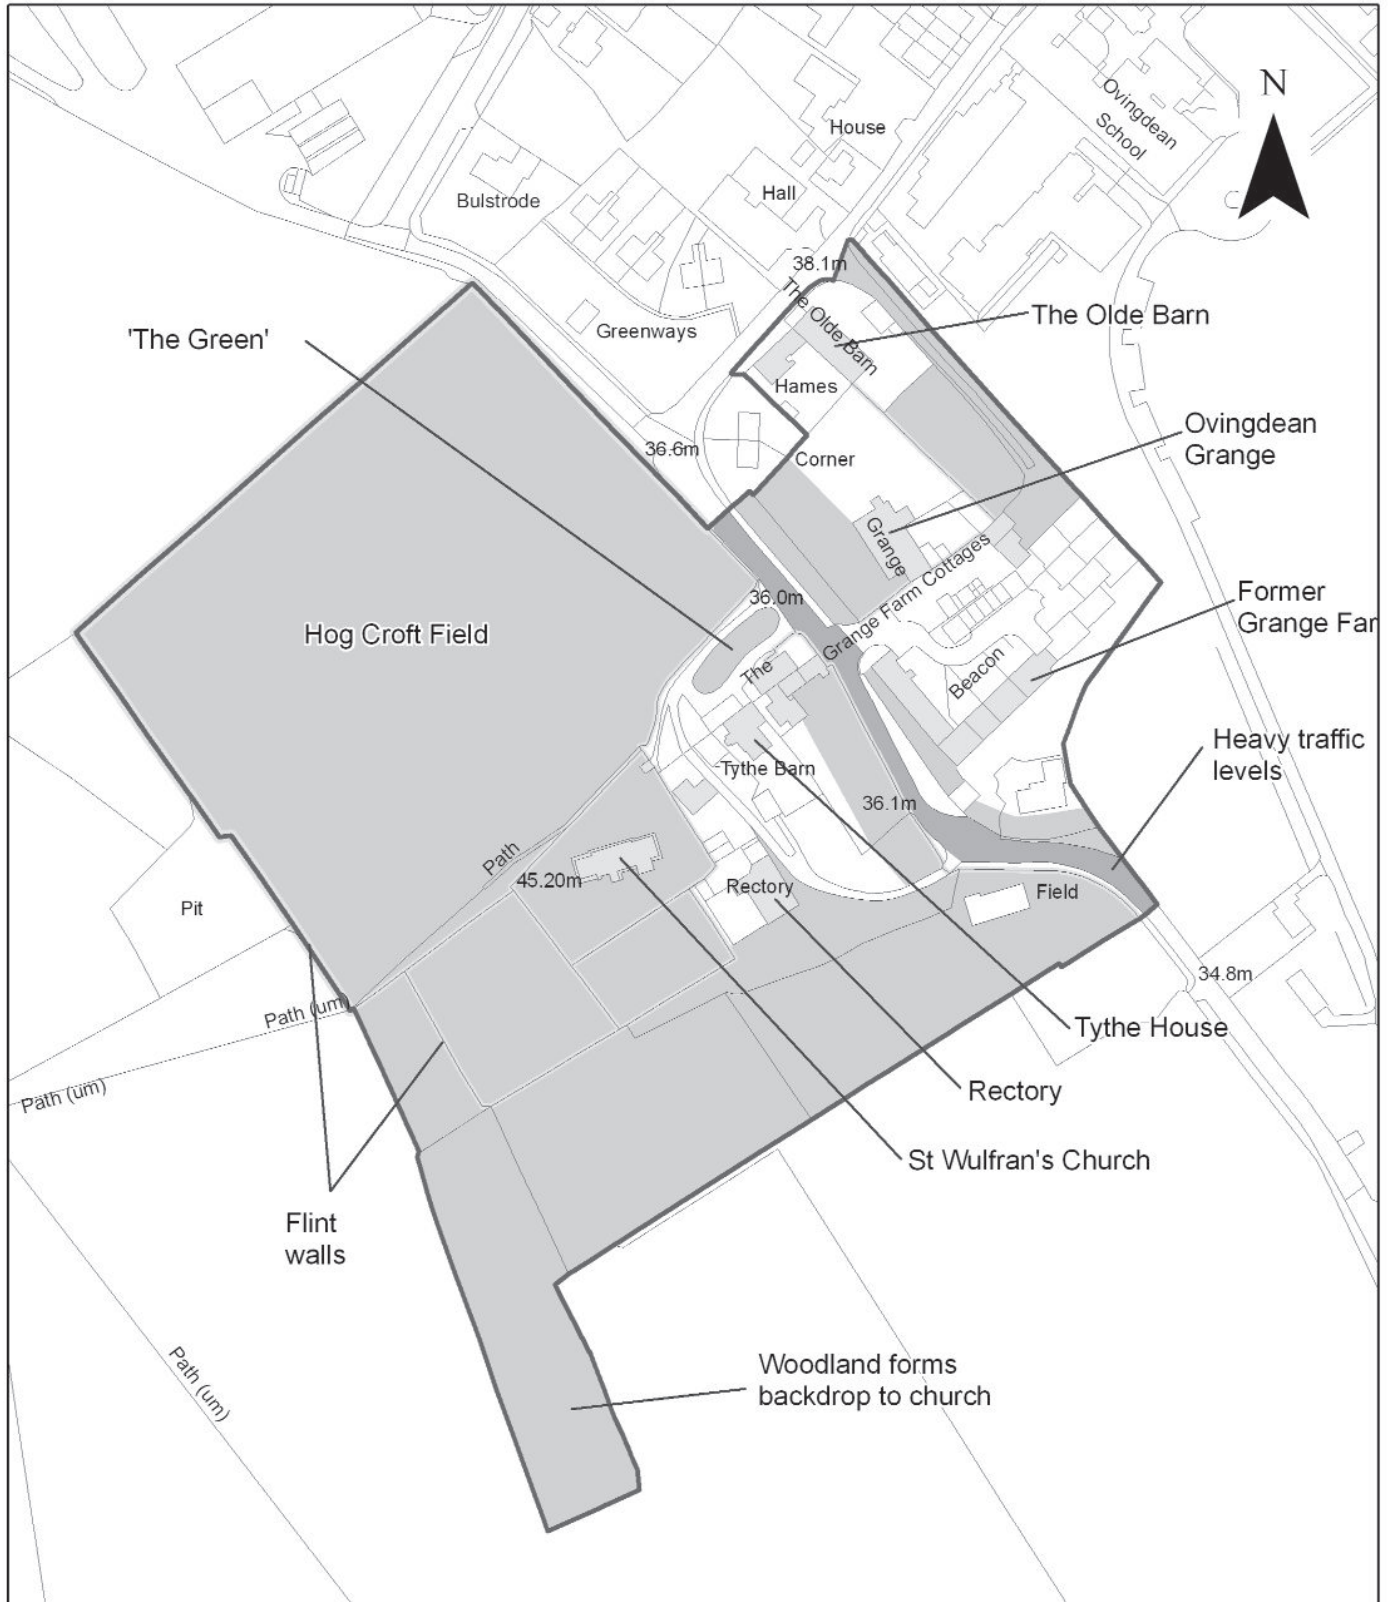 N
Ovingdean
School
House
Hall
Bulstrode
38.1m
The Olde Barn
The Olde Barn
'The Green'
Greenways
Hames
Ovingdean
Grange
36.6m
Corner
Grange
Grange Farm Cottages
Former
Grange Far
36.0m
Hog Croft Field
The
Beacon
Heavy traffic
levels
Tythe Barn
36.1m
Path
45.20m
Rectory
Field
Pit
34.8m
Path (um)
Tythe House
Path (um)
Rectory
St Wulfran's Church
Flint
walls
Path (um)
Woodland forms
backdrop to church